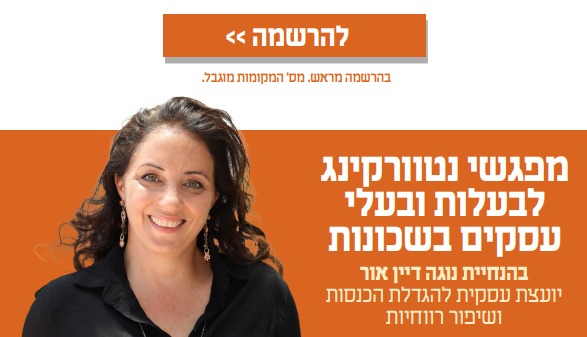 להרשמה >>
בהרשמה מראש. מס' המקומות מוגבל.
מפגשי נטוורקינג
לבעלות ובעלי
עסקים בשכונות
בהנחיית נוגה דיין אור
יועצת עסקית להגדלת הכנסות
ושיפור רווחיות